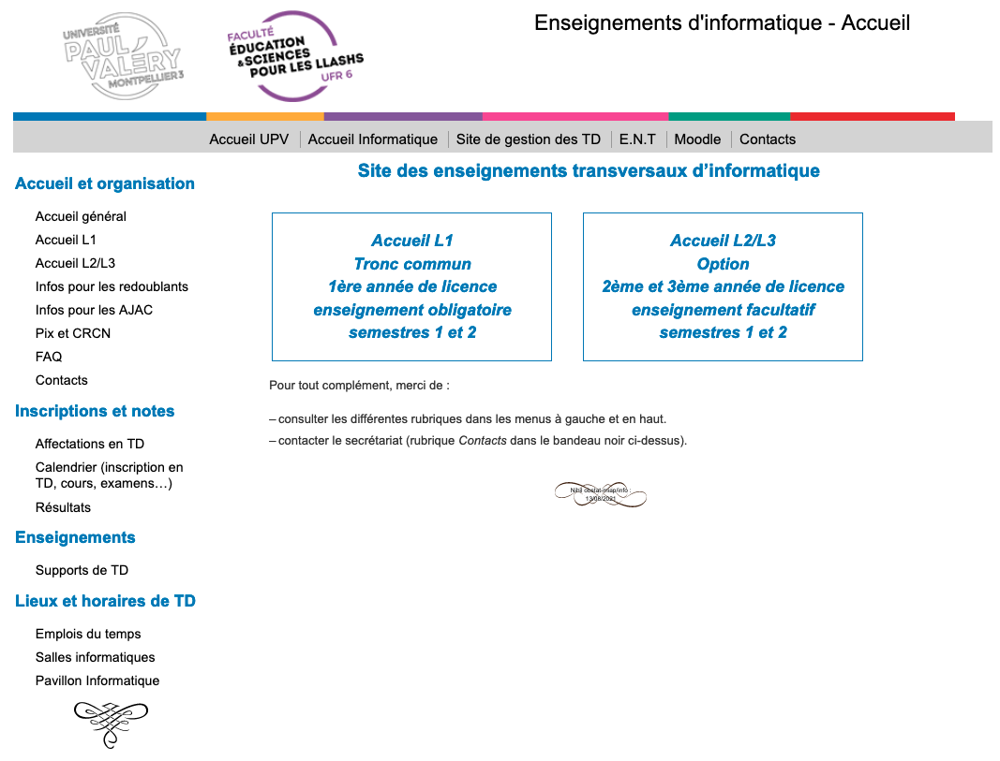 UNIVERSITÉ
PAUL
VALÉRY
MONTPELLIER3
FACULTÉ
ÉDUCATION
&SCIENCES
POUR LES LLASHS
UFR 6
Enseignements d'informatique - Accueil
Accueil UPV Accueil Informatique Site de gestion des TD E.N.T Moodle Contacts
Accueil et organisation
Accueil général
Accueil L1
Accueil L2/L3
Infos pour les redoublants
Infos pour les AJAC
Pix et CRCN
FAQ
Contacts
Inscriptions et notes
Affectations en TD
Calendrier (inscription en
TD, cours, examens…)
Résultats
Enseignements
Supports de TD
Lieux et horaires de TD
Emplois du temps
Salles informatiques
Pavillon Informatique
Site des enseignements transversaux d’informatique
Accueil L1
Tronc commun
1ère année de licence
enseignement obligatoire
semestres 1 et 2
Accueil L2/L3
Option
2ème et 3ème année de licence
enseignement facultatif
semestres 1 et 2
Pour tout complément, merci de :
– consulter les différentes rubriques dans les menus à gauche et en haut.
– contacter le secrétariat (rubrique Contacts dans le bandeau noir ci-dessus).
Nihil obstat-imap/info :
13/08/2021